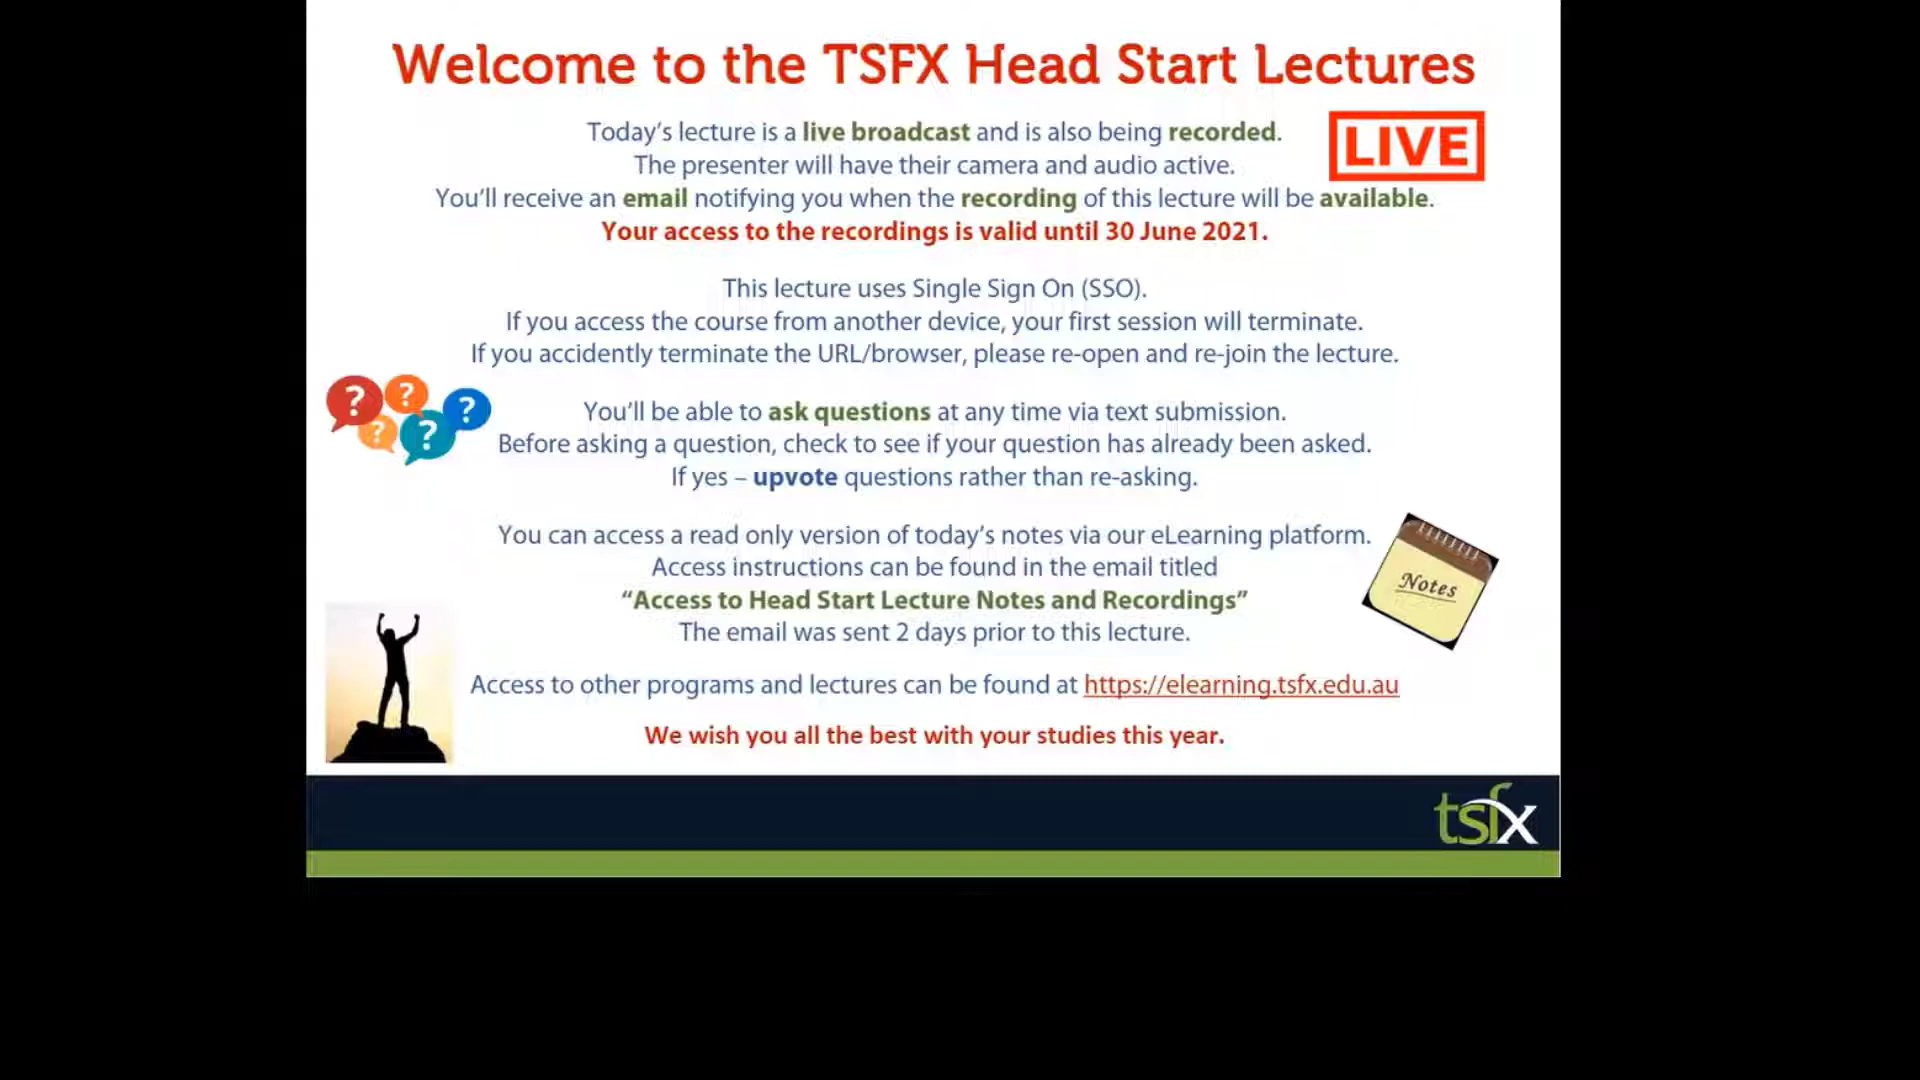 Welcome to the TSFX Head Start Lectures
Today's lecture is a live broadcast and is also being recorded.
LIVE
The presenter will have their camera and audio active.
You'll receive an email notifying you when the recording of this lecture will be available.
Your access to the recordings is valid until 30 June 2021.
This lecture uses Single Sign On (SSO).
If you access the course from another device, your first session will terminate.
If you accidently terminate the URL/browser, please re-open and re-join the lecture.
? ? ? ? ?
You'll be able to ask questions at any time via text submission.
Before asking a question, check to see if your question has already been asked.
If yes – upvote questions rather than re-asking.
You can access a read only version of today's notes via our eLearning platform.
Access instructions can be found in the email titled
Notes
“Access to Head Start Lecture Notes and Recordings”
The email was sent 2 days prior to this lecture.
Access to other programs and lectures can be found at https://elearning.tsfx.edu.au
We wish you all the best with your studies this year.
tsfx